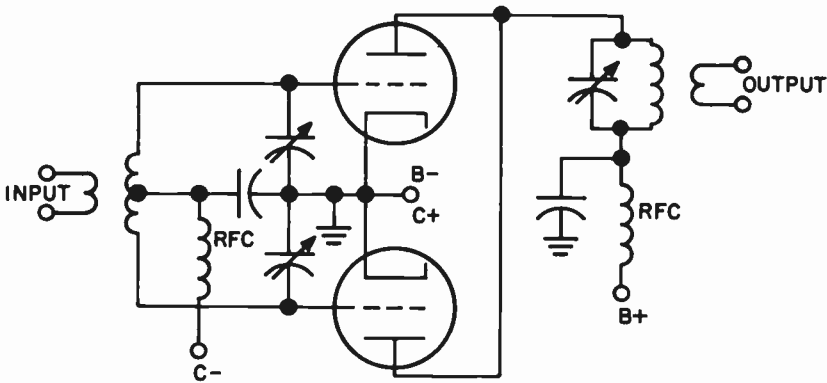 INPUT
RFC
C-
B-
C+
OUTPUT
RFC
B+